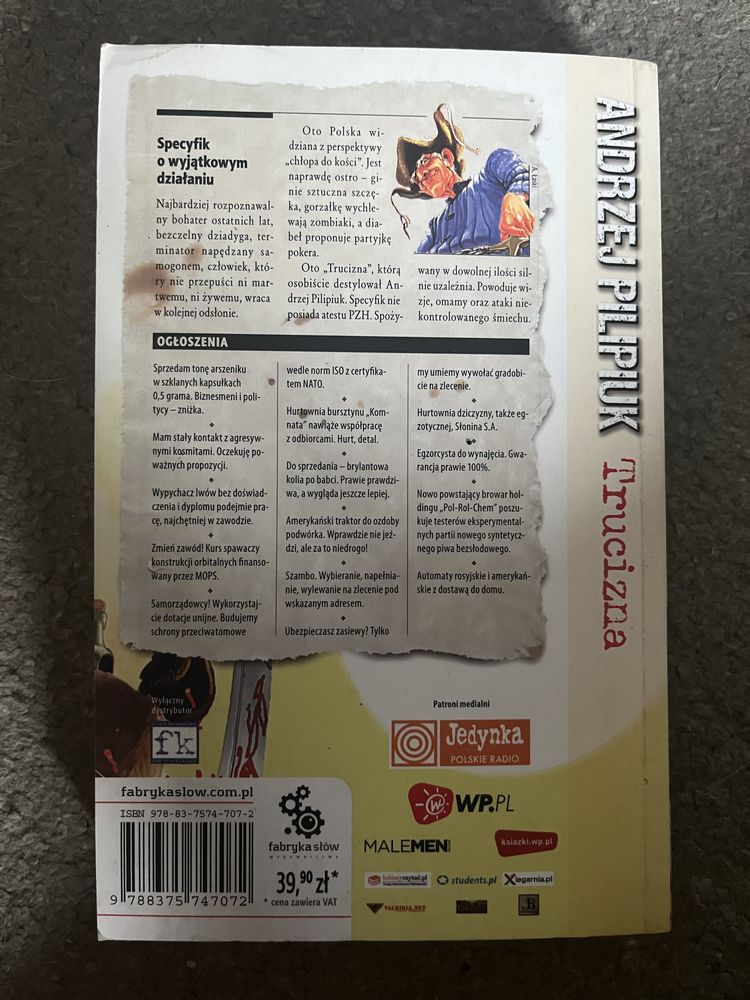 Specyfik
o wyjątkowym
działaniu
Najbardziej rozpoznawal-
ny bohater ostatnich lat,
bezczelny dziadyga, ter-
minator napędzany sa-
mogonem, człowiek, któ-
ry nie przepuści ni mar-
twemu, ni żywemu, wraca
w kolejnej odsłonie.
Oto Polska wi-
dziana z perspektywy
„chłopa do kości”. Jest
naprawdę ostro – gi-
nie sztuczna szczę-
ka, gorzałkę wychle-
wają zombiaki, a dia-
beł proponuje partyjkę
pokera.
Oto „Trucizna”, którą
osobiście destylował An-
drzej Pilipiuk. Specyfik nie
posiada atestu PZH. Spoży-
wany w dowolnej ilości sil-
nie uzależnia. Powoduje wi-
zje, omamy oraz ataki nie-
kontrolowanego śmiechu.
A. Łaski
OGŁOSZENIA
Sprzedam tonę arszeniku
w szklanych kapsułkach
0,5 grama. Biznesmeni i poli-
tycy – zniżka.
Mam stały kontakt z agresyw-
nymi kosmitami. Oczekuję po-
ważnych propozycji.
Wypychacz lwów bez doświad-
czenia i dyplomu podejmie pra-
cę, najchętniej w zawodzie.
Zmień zawód! Kurs spawaczy
konstrukcji orbitalnych finanso-
wany przez MOPS.
Samorządowcy! Wykorzystaj-
cie dotacje unijne. Budujemy
schrony przeciwatomowe
wedle norm ISO z certyfika-
tem NATO.
Hurtownia bursztynu „Kom-
nata” nawiąże współpracę
z odbiorcami. Hurt, detal.
Do sprzedania – brylantowa
kolia po babci. Prawie prawdzi-
wa, a wygląda jeszcze lepiej.
Amerykański traktor do ozdoby
podwórka. Wprawdzie nie jeź-
dzi, ale za to niedrogo!
Szambo. Wybieranie, napełnia-
nie, wylewanie na zlecenie pod
wskazanym adresem.
Ubezpieczasz zasiewy? Tylko
my umiemy wywołać gradobi-
cie na zlecenie.
Hurtownia dziczyzny, także eg-
zotycznej, Słonina S.A.
Egzorcysta do wynajęcia. Gwa-
rancja prawie 100%.
Nowo powstający browar hol-
dingu „Pol-Rol-Chem” poszu-
kuje testerów eksperymental-
nych partii nowego syntetycz-
nego piwa bezsłodowego.
Automaty rosyjskie i amerykań-
skie z dostawą do domu.
ANDRZEJ PILIPIUK Trucizna
Wyłączny
dystrybutor
fk
Patroni medialni
Jedynka
POLSKIE RADIO
W WP.PL
MALEMEN
ksiazki.wp.pl
lubimyczytać.pl
students.pl
Xiegarnia.pl
VALKIRIA.NET
B
fabrykaslow.com.pl
ISBN 978-83-7574-707-2
9 788375 747072
fabryka słów
WYDAWNICTWO
39,90 zł*
* cena zawiera VAT